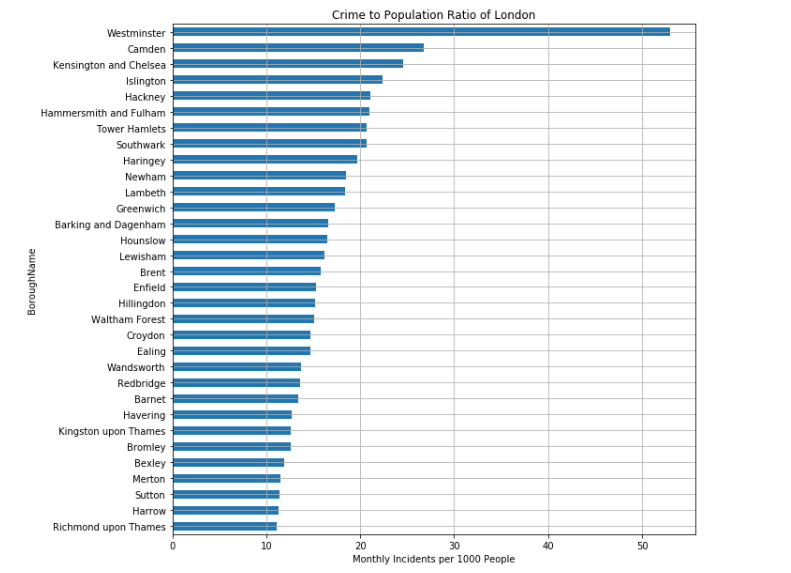 Crime to Population Ratio of London
BoroughName
Westminster
Camden
Kensington and Chelsea
Islington
Hackney
Hammersmith and Fulham
Tower Hamlets
Southwark
Haringey
Newham
Lambeth
Greenwich
Barking and Dagenham
Hounslow
Lewisham
Brent
Enfield
Hillingdon
Waltham Forest
Croydon
Ealing
Wandsworth
Redbridge
Barnet
Havering
Kingston upon Thames
Bromley
Bexley
Merton
Sutton
Harrow
Richmond upon Thames
0 10 20 30 40 50
Monthly Incidents per 1000 People